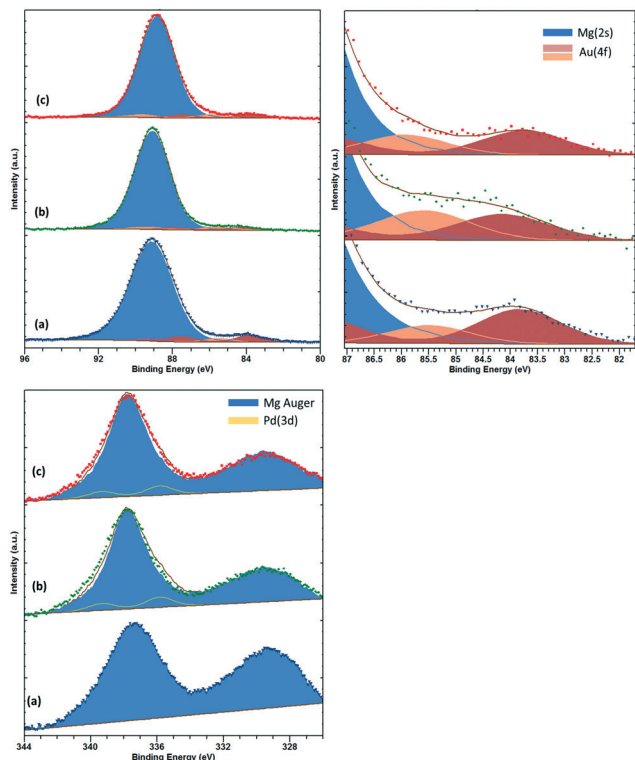 Intensity (a.u.)
(c)
(b)
(a)
96 92 88 84 80
Binding Energy (eV)
Intensity (a.u.)
Mg(2s)
Au(4f)
87 86.5 86 85.5 85 84.5 84 83.5 83 82.5 82
Binding Energy (eV)
Intensity (a.u.)
Mg Auger
Pd(3d)
(c)
(b)
(a)
344 340 336 332 328
Binding Energy (eV)